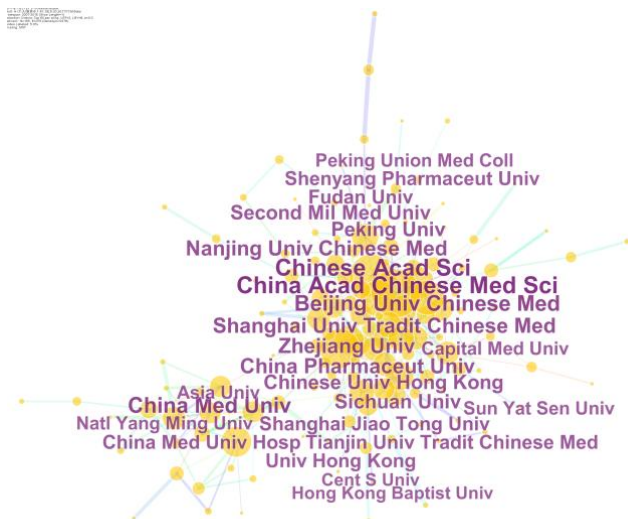 Peking Union Med Coll
Shenyang Pharmaceut Univ
Fudan Univ
Second Mil Med Univ
Peking Univ
Nanjing Univ Chinese Med
Chinese Acad Sci
China Acad Chinese Med Sci
Beijing Univ Chinese Med
Shanghai Univ Tradit Chinese Med
Zhejiang Univ
Capital Med Univ
China Pharmaceut Univ
Chinese Univ Hong Kong
Asia Univ
Sichuan Univ
China Med Univ
Sun Yat Sen Univ
Natl Yang Ming Univ
Shanghai Jiao Tong Univ
China Med Univ Hosp
Tianjin Univ Tradit Chinese Med
Univ Hong Kong
Cent S Univ
Hong Kong Baptist Univ